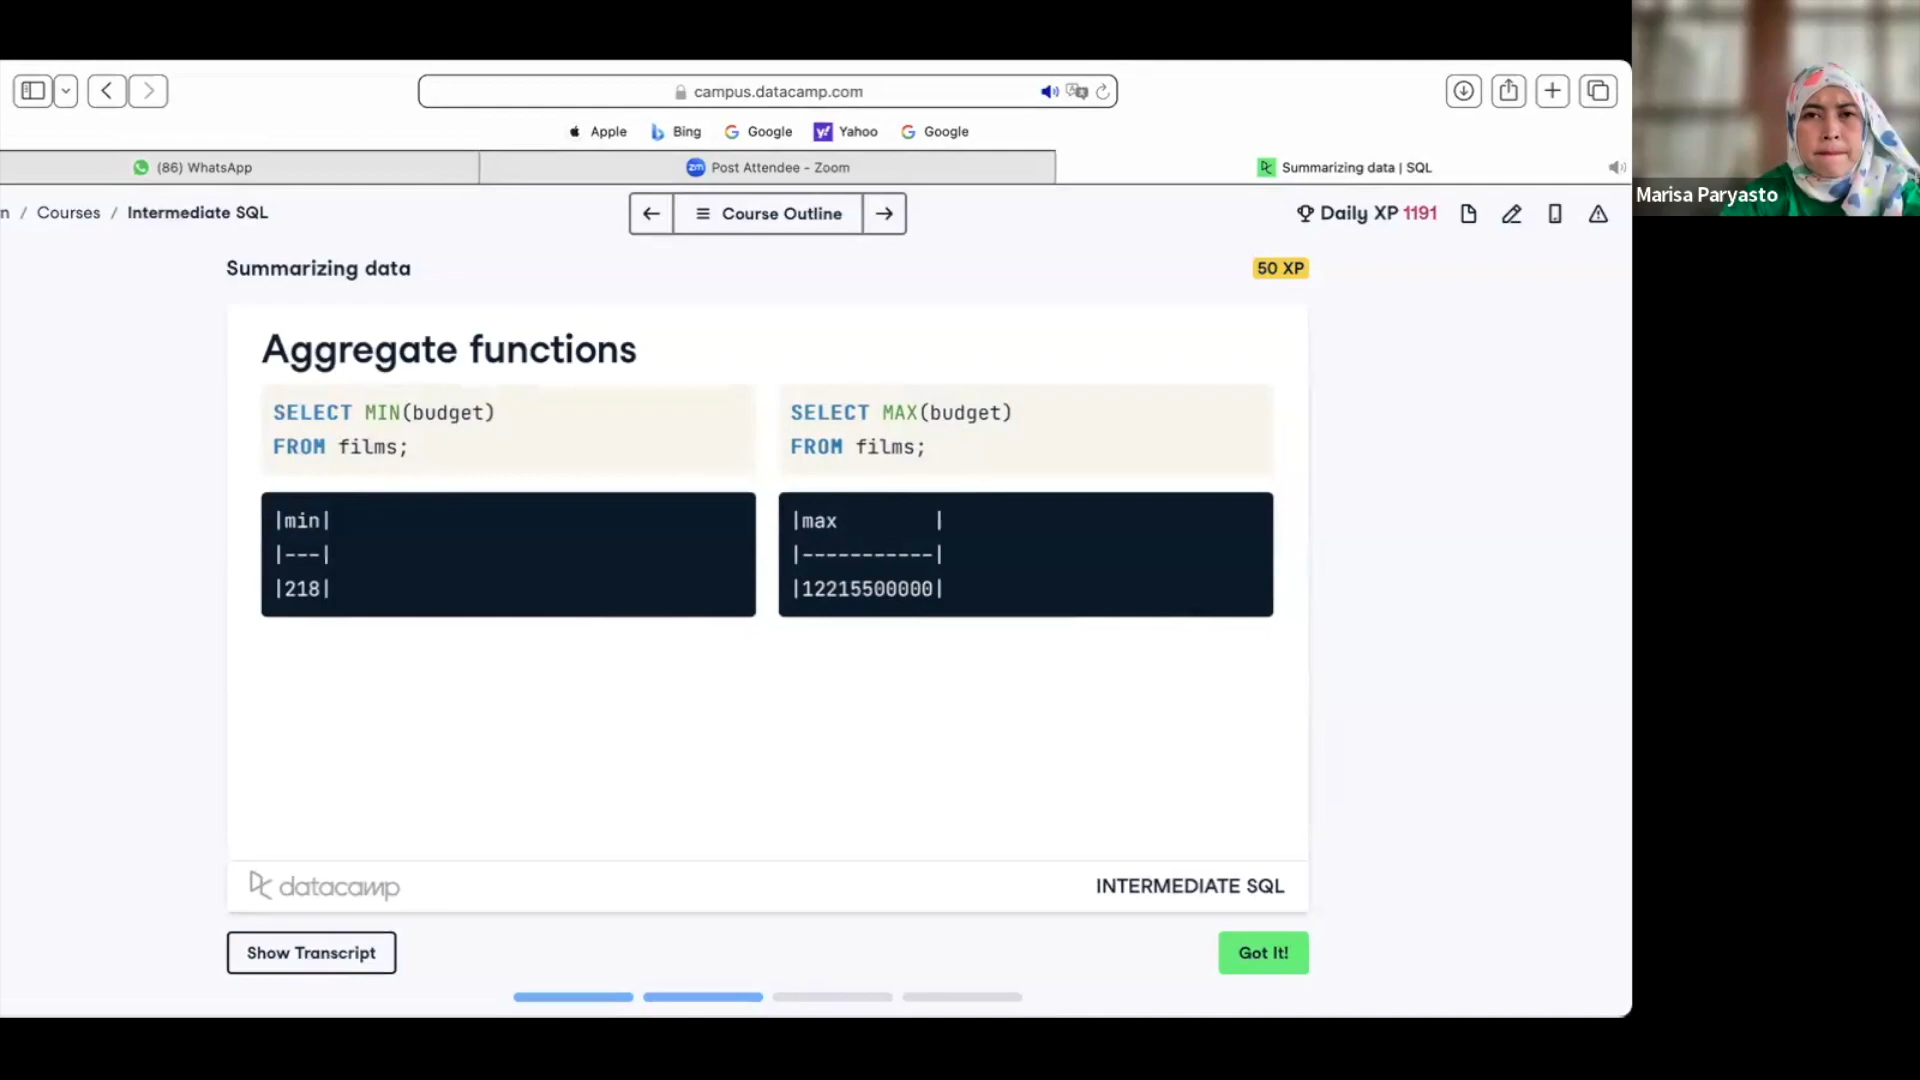 campus.datacamp.com
Apple
Bing
Google
Yahoo
Google
(86) WhatsApp
zm
Post Attendee - Zoom
Summarizing data | SQL
Marisa Paryasto
n / Courses / Intermediate SQL
Course Outline
Daily XP 1191
Summarizing data
50 XP
Aggregate functions
SELECT MIN(budget)
FROM films;
SELECT MAX(budget)
FROM films;
|min|
|---|
|218|
|max        |
|-----------|
|12215500000|
datacamp
INTERMEDIATE SQL
Show Transcript
Got It!